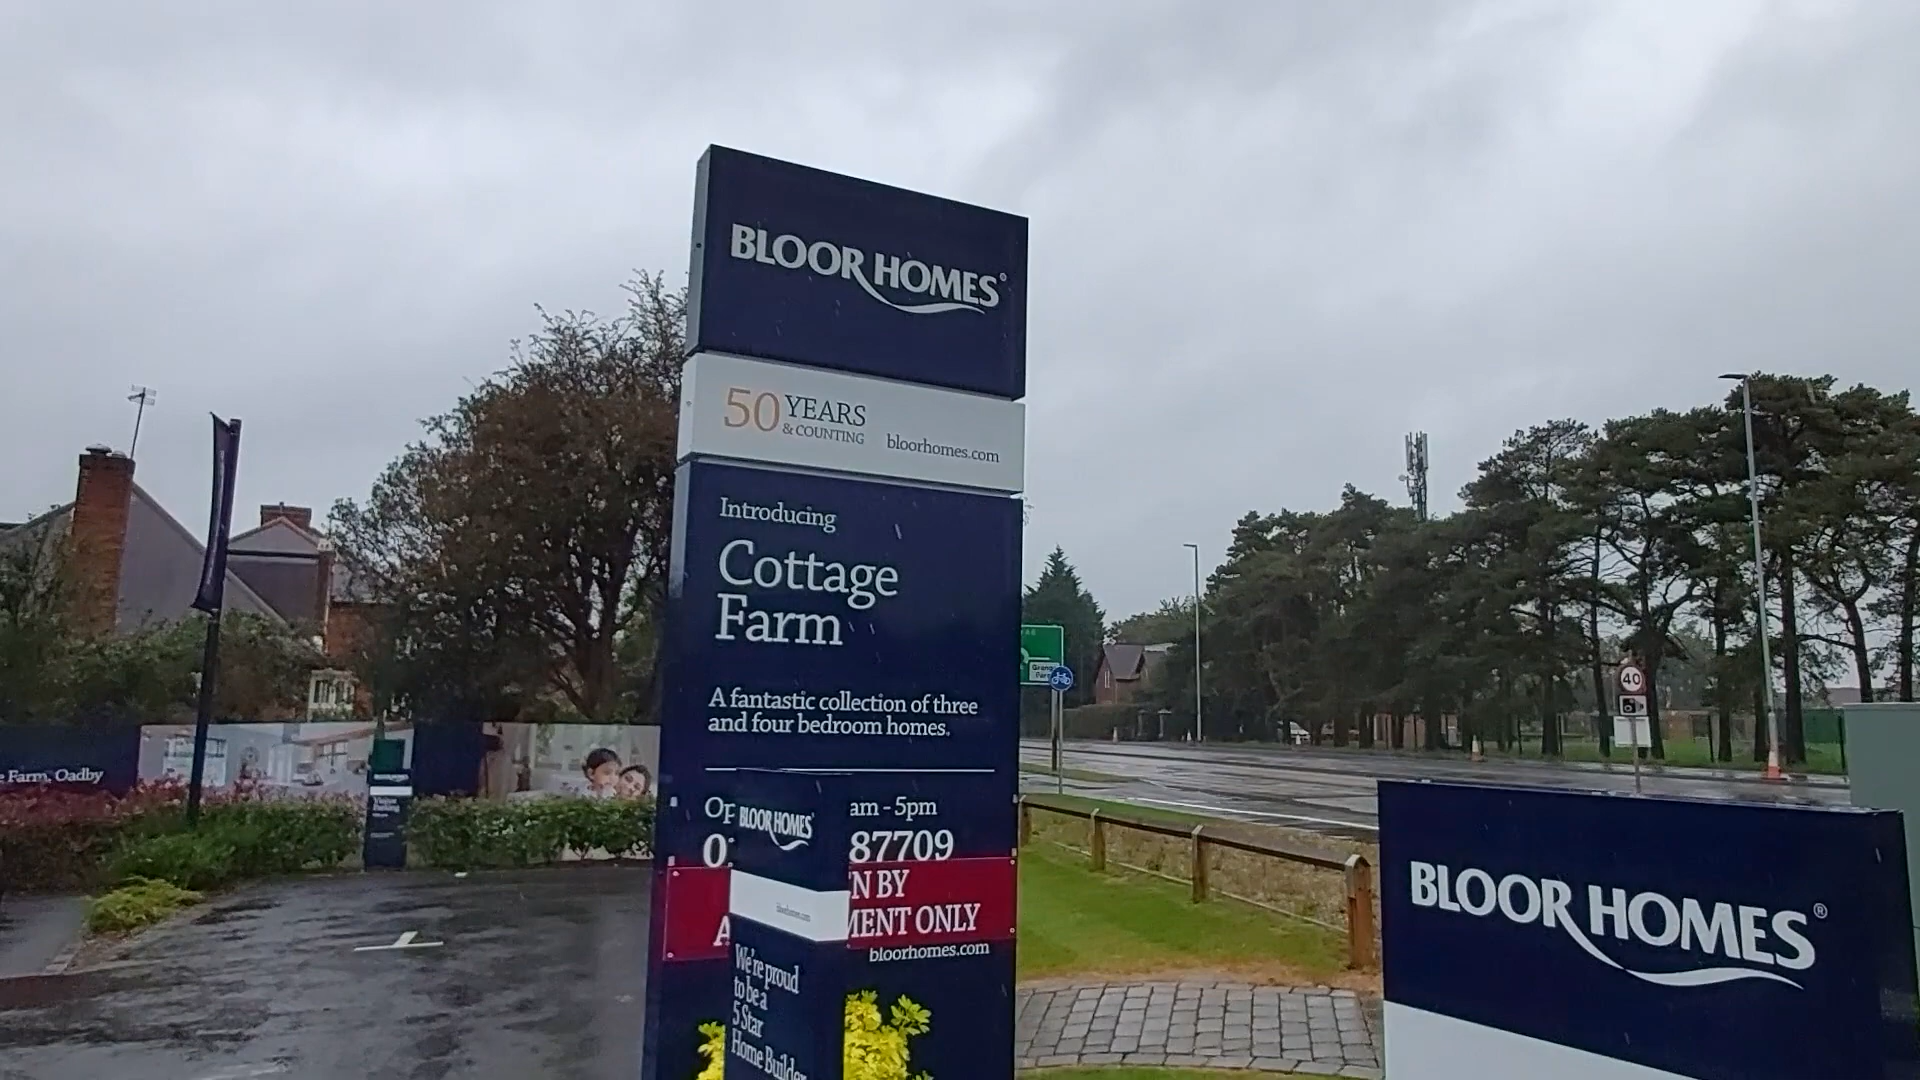 BLOOR HOMES®
50 YEARS
& COUNTING
bloorhomes.com
Introducing
Cottage
Farm
A fantastic collection of three
and four bedroom homes.
am - 5pm
87709
BY
ONLY
bloorhomes.com
BLOOR HOMES
We're proud
to be a
5 Star
Home Builder
Farm, Oadby
40
BLOOR HOMES®